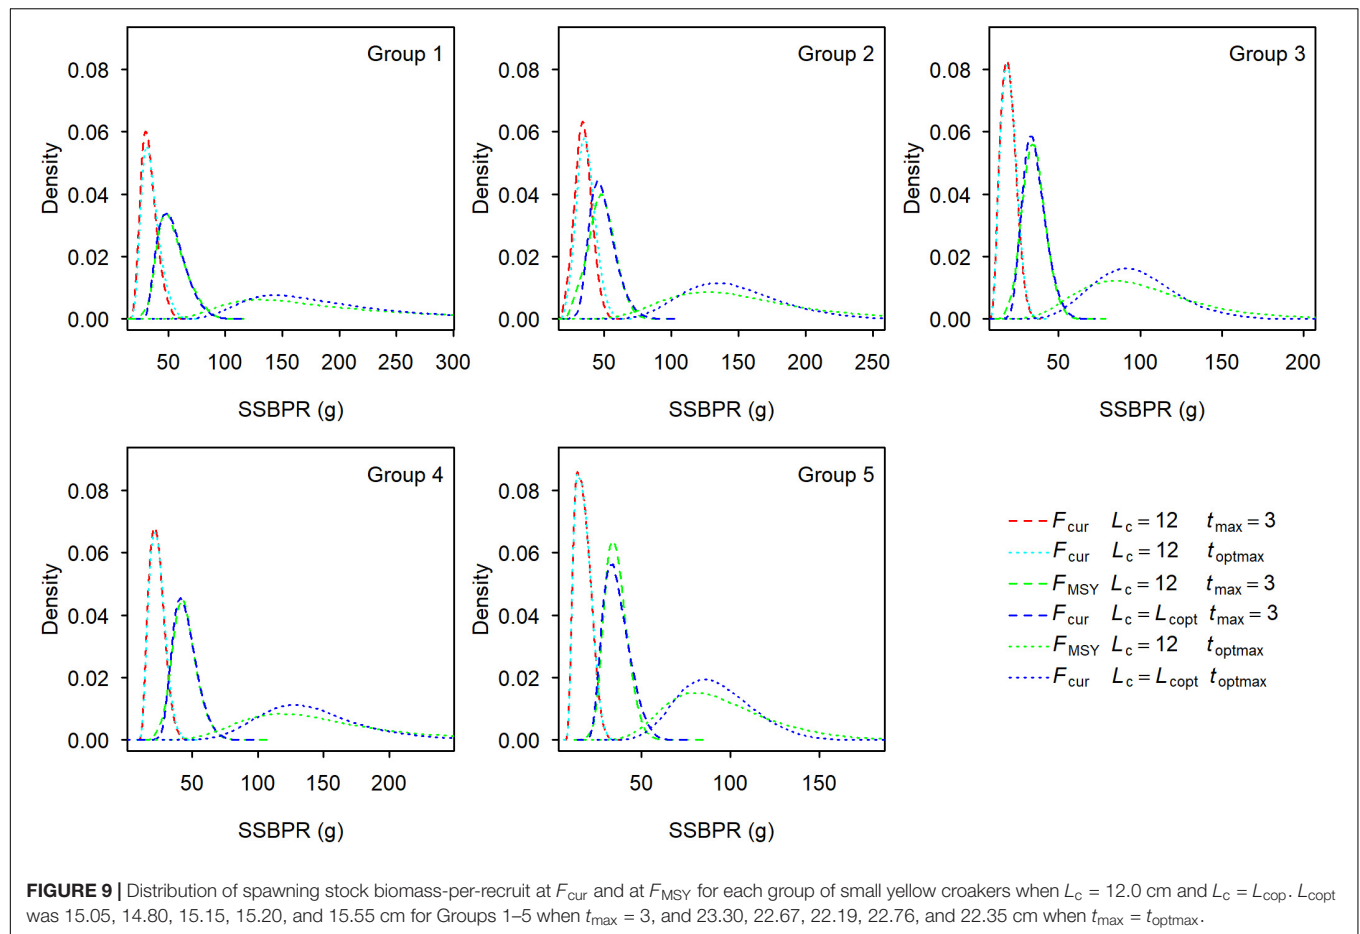 Group 1
0.08
0.06
0.04
0.02
0.00
Density
50 100 150 200 250 300
SSBPR (g)
Group 2
0.08
0.06
0.04
0.02
0.00
Density
50 100 150 200 250
SSBPR (g)
Group 3
0.08
0.06
0.04
0.02
0.00
Density
50 100 150 200
SSBPR (g)
Group 4
0.08
0.06
0.04
0.02
0.00
Density
50 100 150 200
SSBPR (g)
Group 5
0.08
0.06
0.04
0.02
0.00
Density
50 100 150
SSBPR (g)
Fcur Lc = 12 tmax = 3
Fcur Lc = 12 toptmax
FMSY Lc = 12 tmax = 3
Fcur Lc = Lcopt tmax = 3
FMSY Lc = 12 toptmax
Fcur Lc = Lcopt toptmax
FIGURE 9 | Distribution of spawning stock biomass-per-recruit at Fcur and at FMSY for each group of small yellow croakers when Lc = 12.0 cm and Lc = Lcop. Lcopt
was 15.05, 14.80, 15.15, 15.20, and 15.55 cm for Groups 1–5 when tmax = 3, and 23.30, 22.67, 22.19, 22.76, and 22.35 cm when tmax = toptmax.